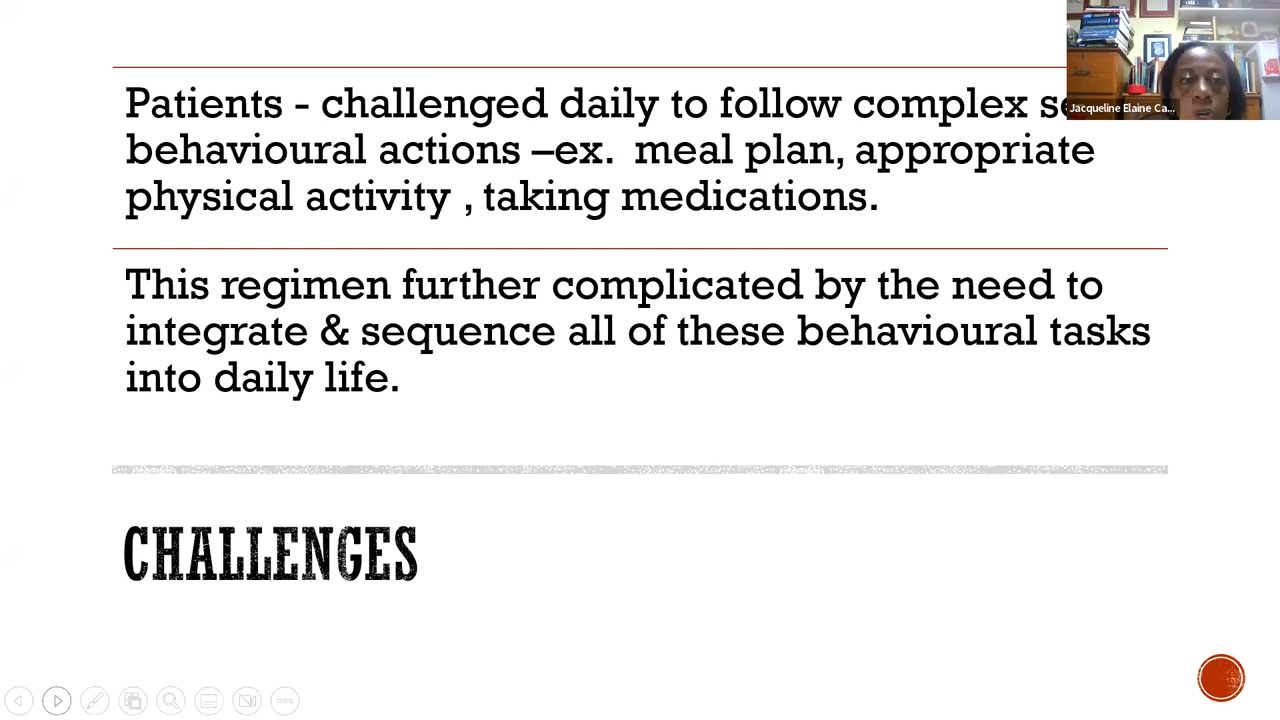 Patients - challenged daily to follow complex
behavioural actions –ex. meal plan, appropriate
physical activity , taking medications.
This regimen further complicated by the need to
integrate & sequence all of these behavioural tasks
into daily life.
CHALLENGES
Jacqueline Elaine Ca...